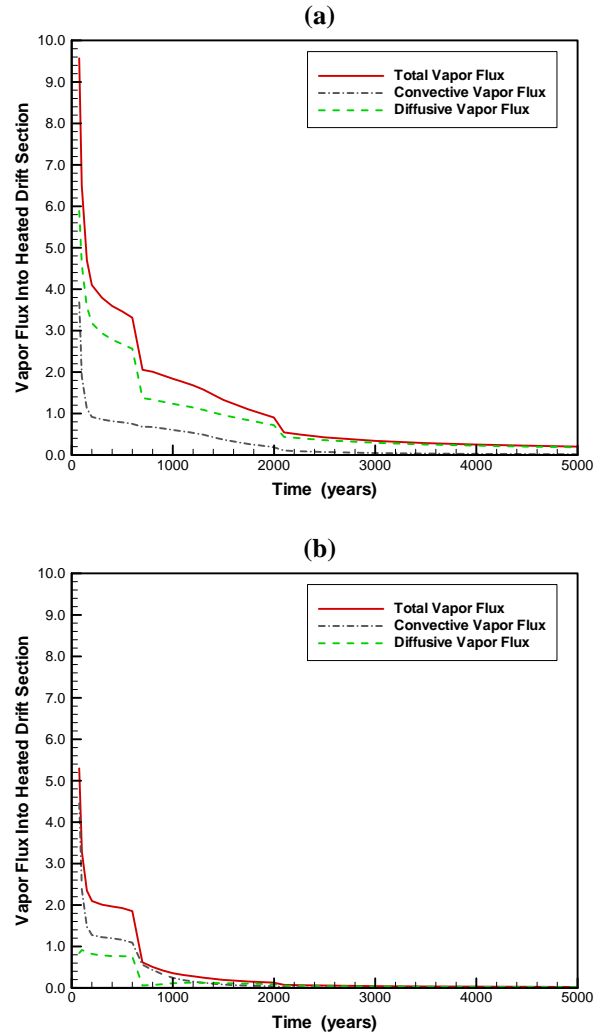 (a)
10.0
9.0
8.0
7.0
6.0
5.0
4.0
3.0
2.0
1.0
0.0
Vapor Flux Into Heated Drift Section
Total Vapor Flux
Convective Vapor Flux
Diffusive Vapor Flux
0 1000 2000 3000 4000 5000
Time (years)
(b)
10.0
9.0
8.0
7.0
6.0
5.0
4.0
3.0
2.0
1.0
0.0
Vapor Flux Into Heated Drift Section
Total Vapor Flux
Convective Vapor Flux
Diffusive Vapor Flux
0 1000 2000 3000 4000 5000
Time (years)